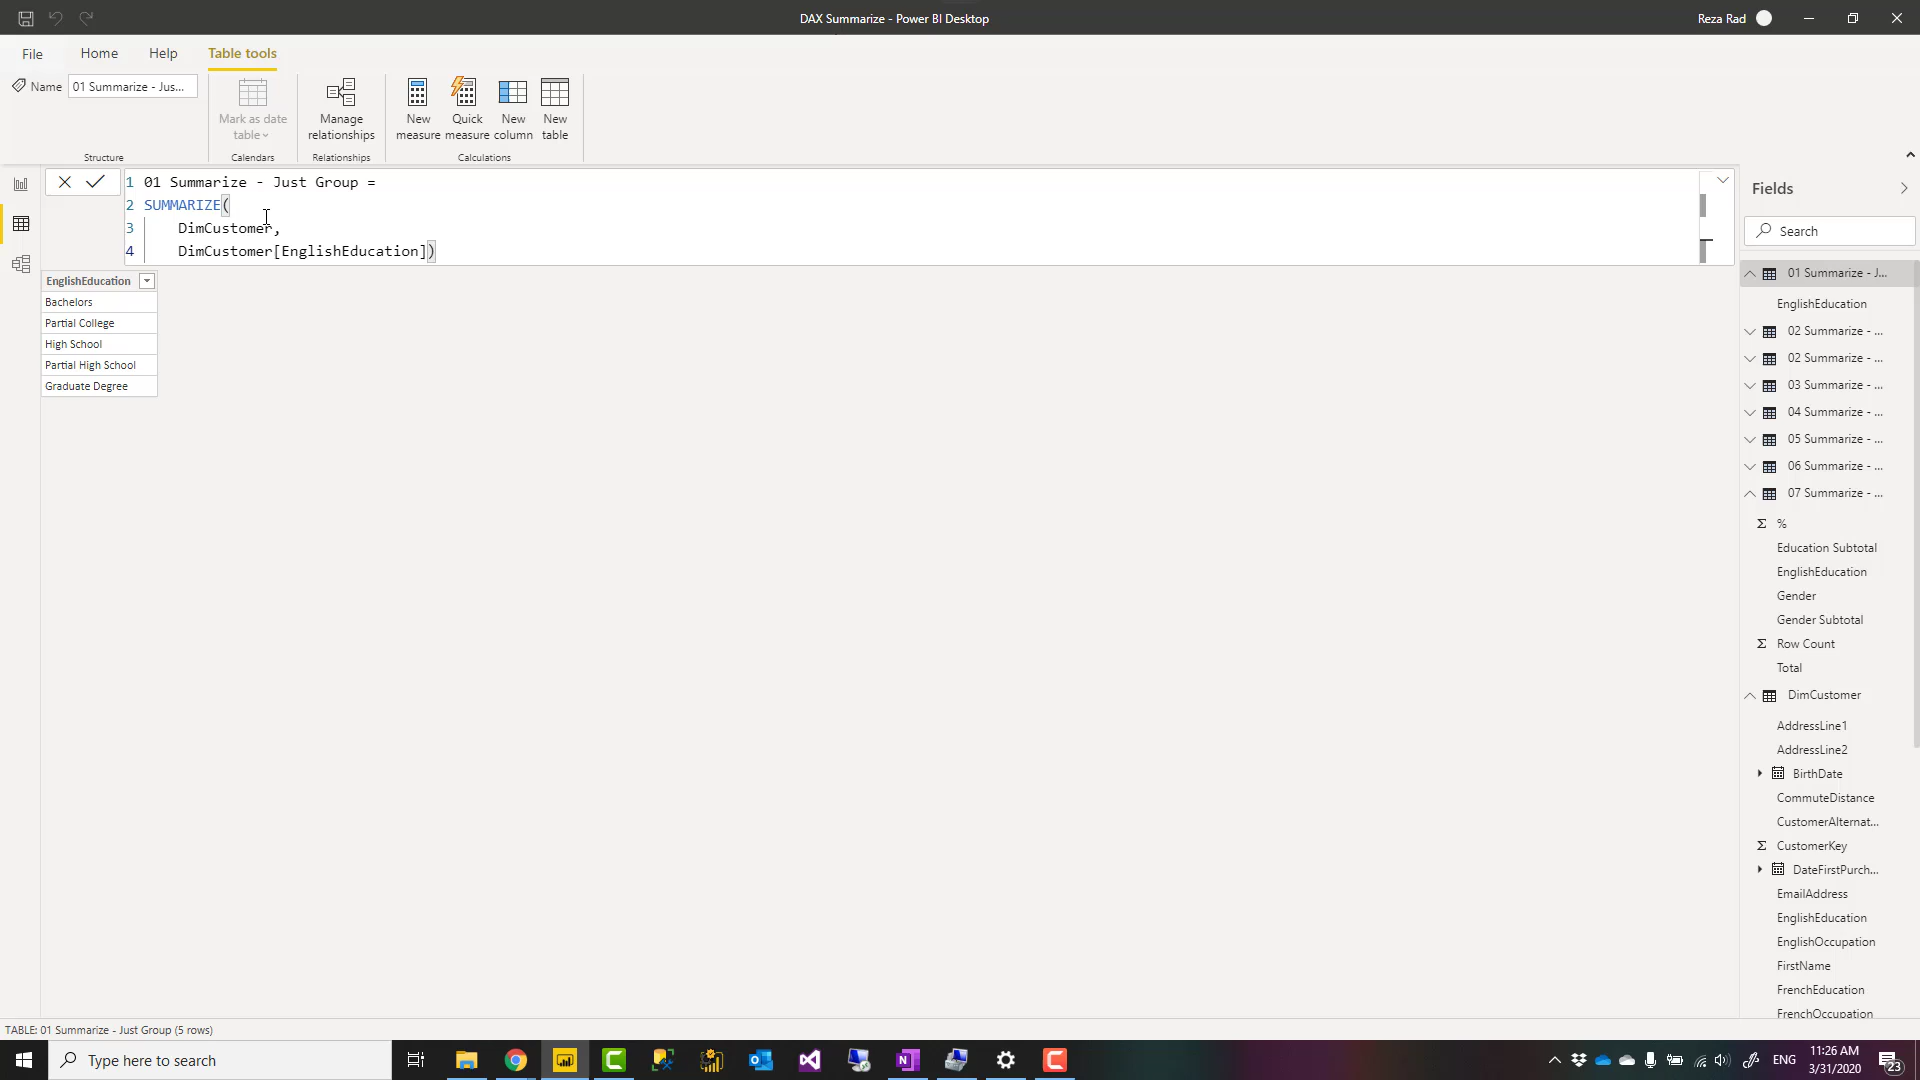 DAX Summarize - Power BI Desktop
Reza Rad
File
Home
Help
Table tools
Name
01 Summarize - Jus...
Mark as date
table
Manage
relationships
New
measure
Quick
measure
New
column
New
table
Structure
Calendars
Relationships
Calculations
1 01 Summarize - Just Group =
2 SUMMARIZE(
3 DimCustomer,
4 DimCustomer[EnglishEducation])
EnglishEducation
Bachelors
Partial College
High School
Partial High School
Graduate Degree
Fields
Search
01 Summarize - J...
EnglishEducation
02 Summarize - ...
02 Summarize - ...
03 Summarize - ...
04 Summarize - ...
05 Summarize - ...
06 Summarize - ...
07 Summarize - ...
Σ %
Education Subtotal
EnglishEducation
Gender
Gender Subtotal
Σ Row Count
Total
DimCustomer
AddressLine1
AddressLine2
BirthDate
CommuteDistance
CustomerAlternat...
Σ CustomerKey
DateFirstPurch...
EmailAddress
EnglishEducation
EnglishOccupation
FirstName
FrenchEducation
FrenchOccupation
TABLE: 01 Summarize - Just Group (5 rows)
Type here to search
ENG
11:26 AM
3/31/2020
23